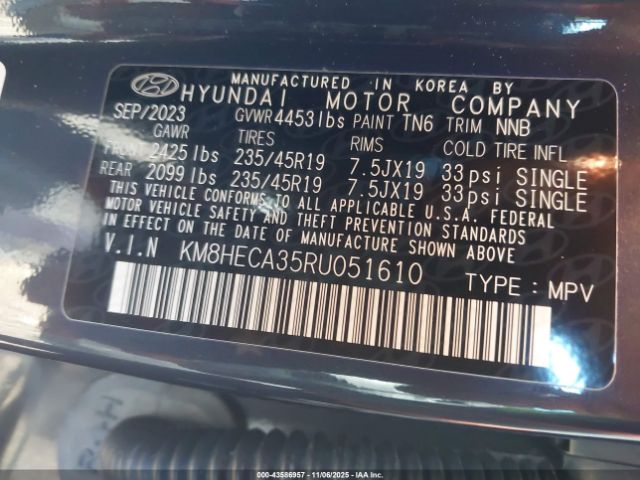 MANUFACTURED IN KOREA BY
HYUNDAI MOTOR COMPANY
SEP/2023 GVWR 4453lbs PAINT TN6 TRIM NNB
GAWR TIRES RIMS COLD TIRE INFL
FRONT 2425lbs 235/45R19 7.5JX19 33psi SINGLE
REAR 2099lbs 235/45R19 7.5JX19 33psi SINGLE
THIS VEHICLE CONFORMS TO ALL APPLICABLE U.S.A. FEDERAL
MOTOR VEHICLE SAFETY AND THEFT PREVENTION STANDARDS
IN EFFECT ON THE DATE OF MANUFACTURE SHOWN ABOVE
V.I.N KM8HECA35RU051610
TYPE : MPV
© IAA Stock: 43586957 11/06/2025 © IAAI, Inc.